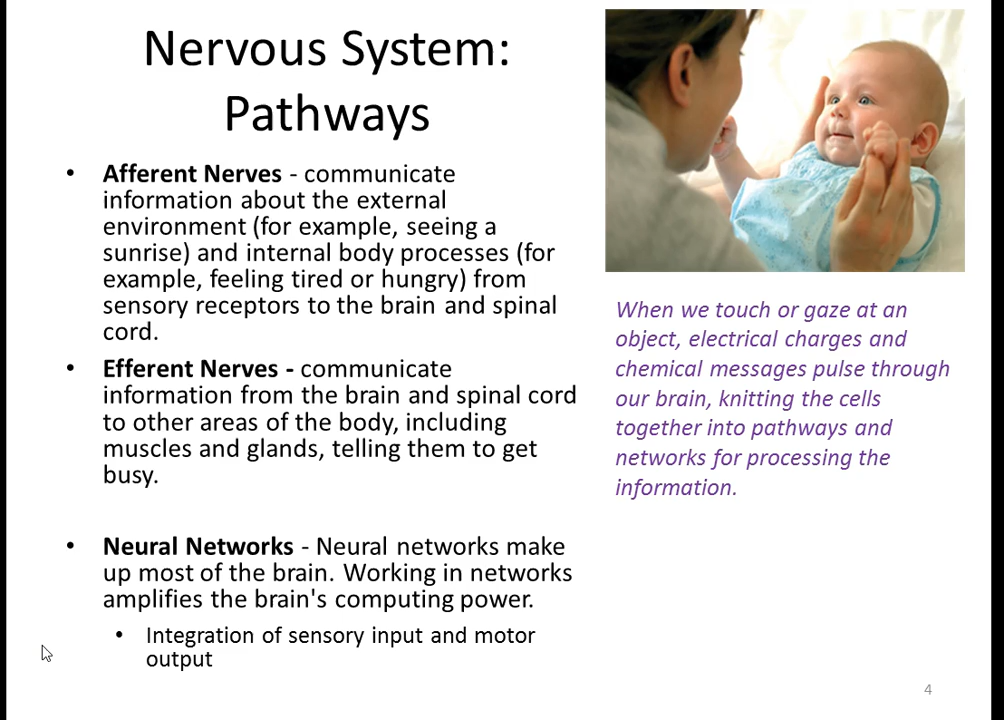 Nervous System:
Pathways
• Afferent Nerves - communicate
information about the external
environment (for example, seeing a
sunrise) and internal body processes (for
example, feeling tired or hungry) from
sensory receptors to the brain and spinal
cord.
• Efferent Nerves - communicate
information from the brain and spinal cord
to other areas of the body, including
muscles and glands, telling them to get
busy.
• Neural Networks - Neural networks make
up most of the brain. Working in networks
amplifies the brain's computing power.
• Integration of sensory input and motor
output
When we touch or gaze at an
object, electrical charges and
chemical messages pulse through
our brain, knitting the cells
together into pathways and
networks for processing the
information.
4